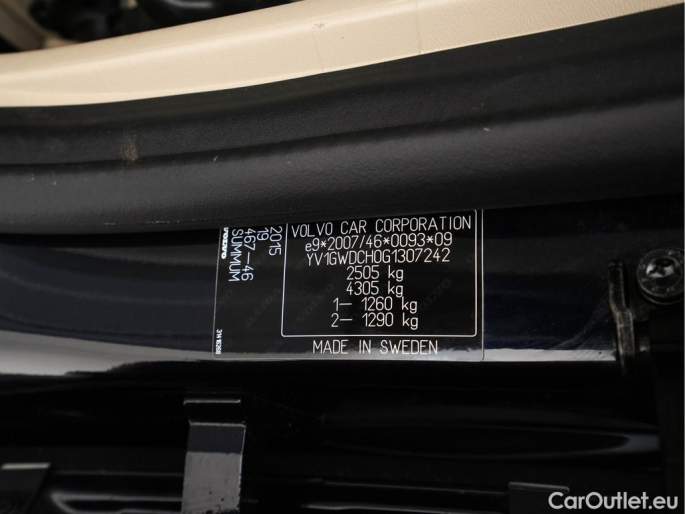 VOLVO CAR CORPORATION
e9*2007/46*0093*09
YV1GWDCH0G1307242
2505 kg
4305 kg
1– 1260 kg
2– 1290 kg
MADE IN SWEDEN
2015
19
467–46
SUMMUM
VOLVO
CarOutlet.eu